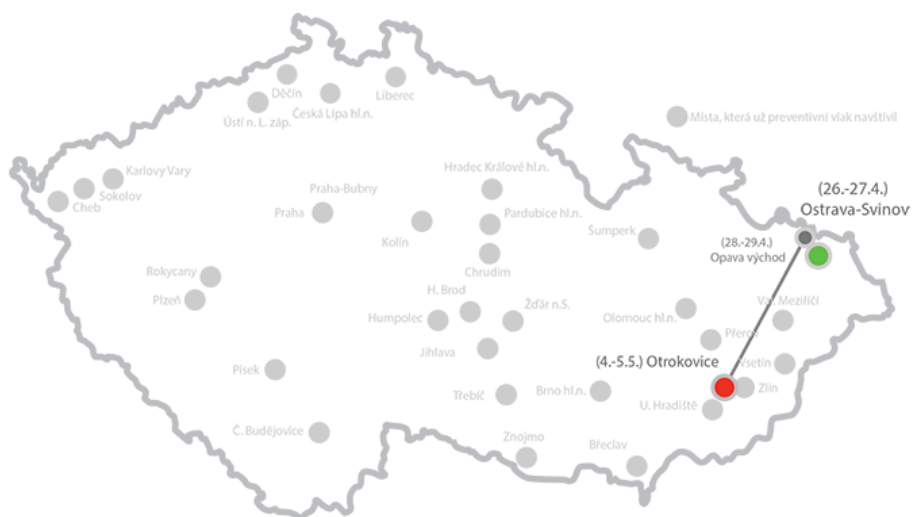 Děčín
Česká Lípa hl.n.
Liberec
Ústí n. L. záp.
Místa, která už preventivní vlak navštívil
Karlovy Vary
Sokolov
Cheb
Hradec Králové hl.n.
Praha-Bubny
Praha
Pardubice hl.n.
Kolín
Chrudim
Šumperk
(26.-27.4.)
Ostrava-Svinov
(28.-29.4.)
Opava východ
Rokycany
Plzeň
H. Brod
Humpolec
Žďár n.S.
Jihlava
Olomouc hl.n.
Val. Meziříčí
Přerov
Vsetín
(4.-5.5.) Otrokovice
Zlín
Písek
Třebíč
Brno hl.n.
U. Hradiště
Č. Budějovice
Znojmo
Břeclav